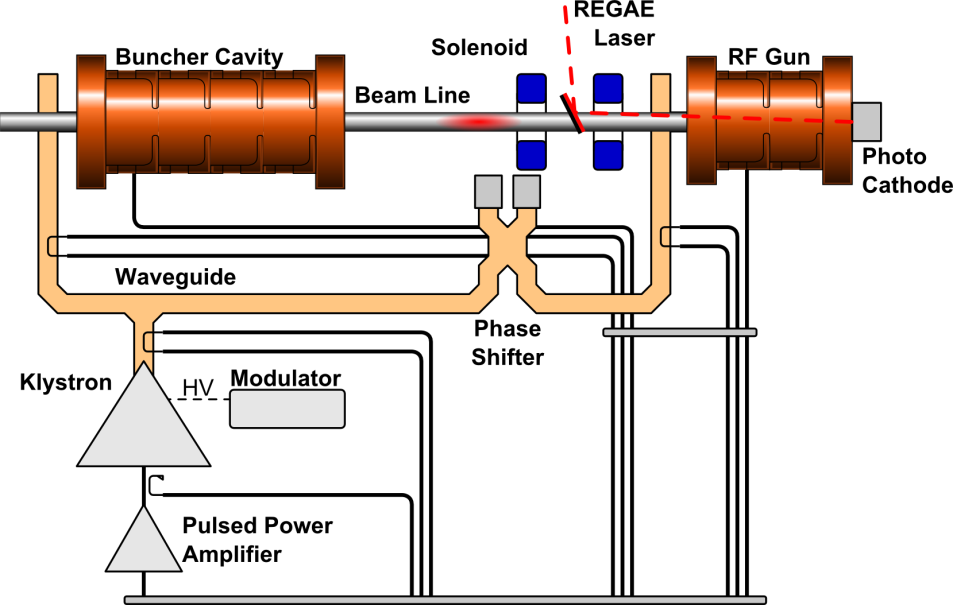 REGAE
Laser
Solenoid
Buncher Cavity
RF Gun
Beam Line
Photo
Cathode
Waveguide
Phase
Shifter
Klystron
HV
Modulator
Pulsed Power
Amplifier